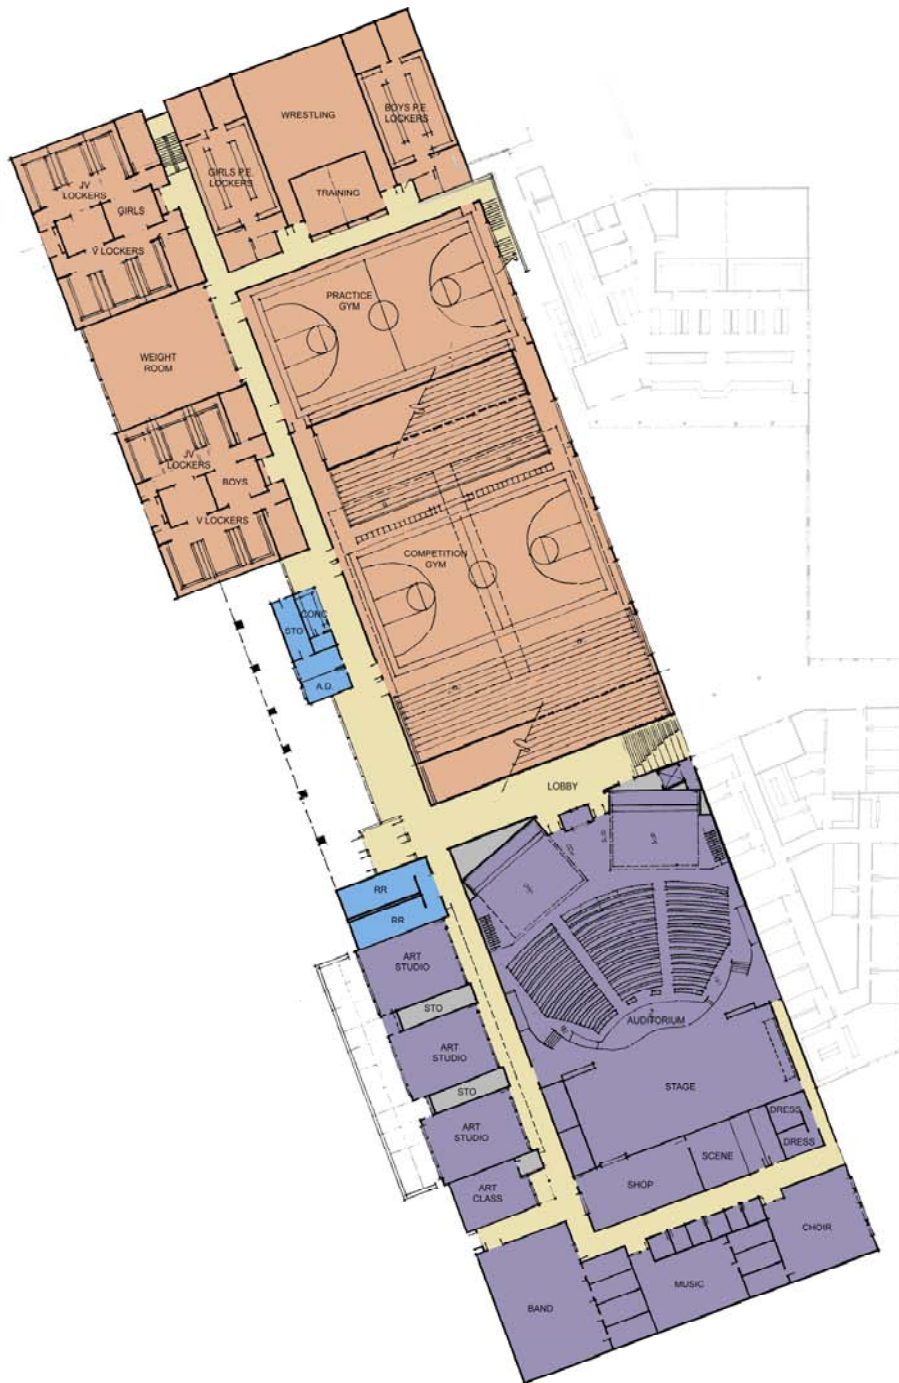 WRESTLING
BOYS P.E.
LOCKERS
GIRLS P.E.
LOCKERS
TRAINING
JV
LOCKERS
GIRLS
V LOCKERS
PRACTICE
GYM
WEIGHT
ROOM
JV
LOCKERS
BOYS
V LOCKERS
COMPETITION
GYM
CONC
STO
A.D.
LOBBY
RR
RR
ART
STUDIO
STO
ART
STUDIO
STO
ART
STUDIO
ART
CLASS
AUDITORIUM
STAGE
DRESS
DRESS
SCENE
SHOP
CHOIR
MUSIC
BAND